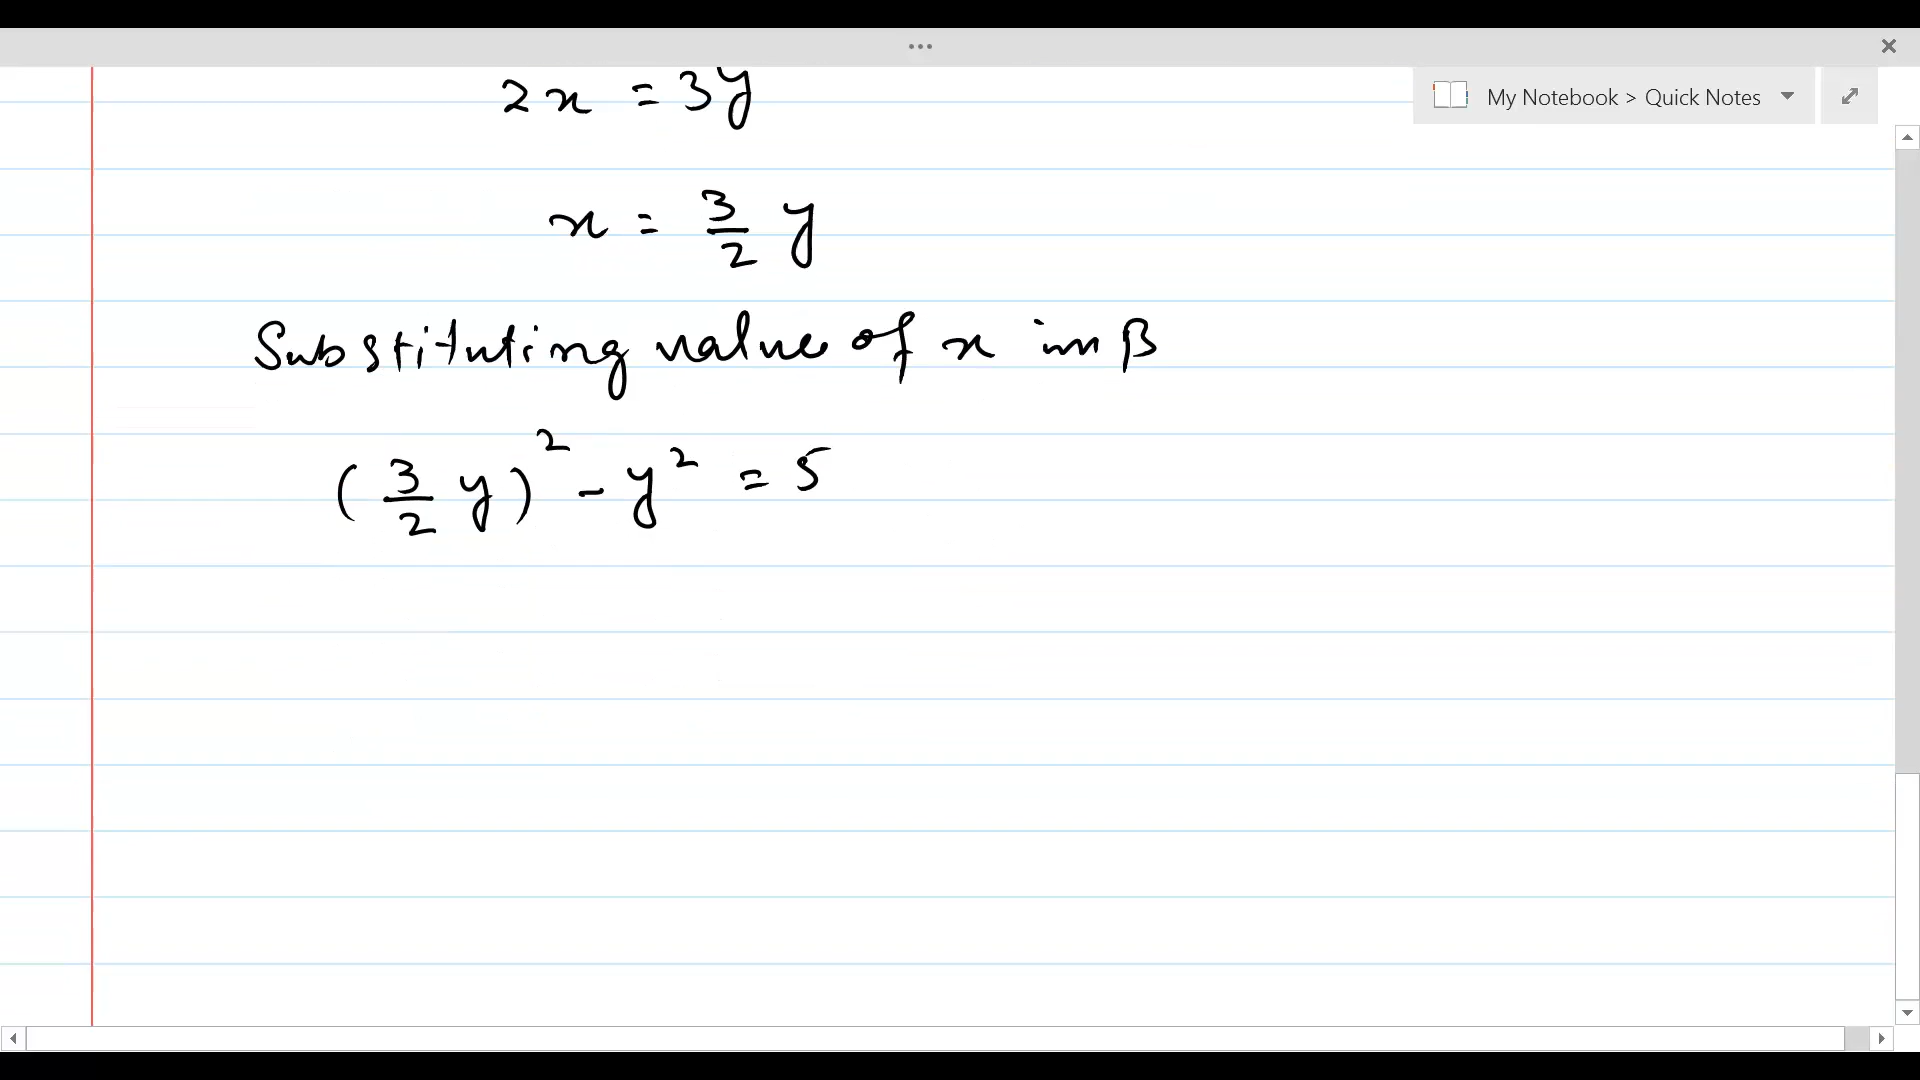 ...
My Notebook > Quick Notes
2x = 3y
x = 3/2 y
Substituting value of x in β
(3/2 y)² - y² = 5